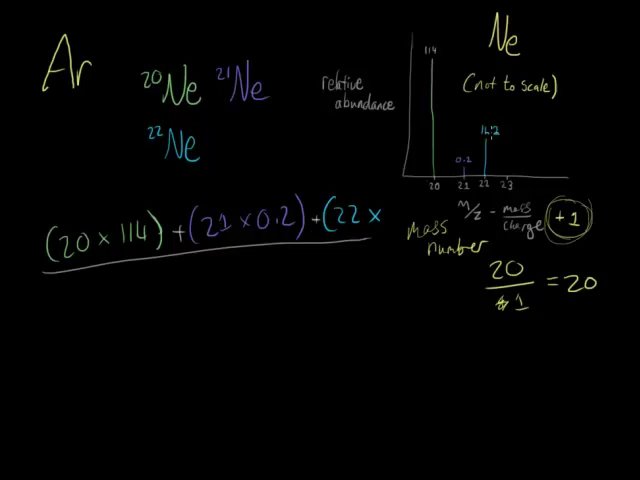 Ar
²⁰Ne ²¹Ne
²²Ne
(20 × 114) + (21 × 0.2) + (22 ×
relative
abundance
Ne
(not to scale)
114
0.2
11.2
20 21 22 23
m/z - mass/charge +1
mass
number
20/1 = 20